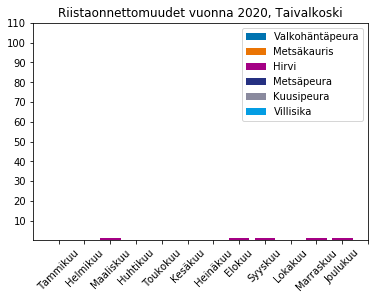 Riistaonnettomuudet vuonna 2020, Taivalkoski
110
100
90
80
70
60
50
40
30
20
10
Valkohäntäpeura
Metsäkauris
Hirvi
Metsäpeura
Kuusipeura
Villisika
Tammikuu
Helmikuu
Maaliskuu
Huhtikuu
Toukokuu
Kesäkuu
Heinäkuu
Elokuu
Syyskuu
Lokakuu
Marraskuu
Joulukuu